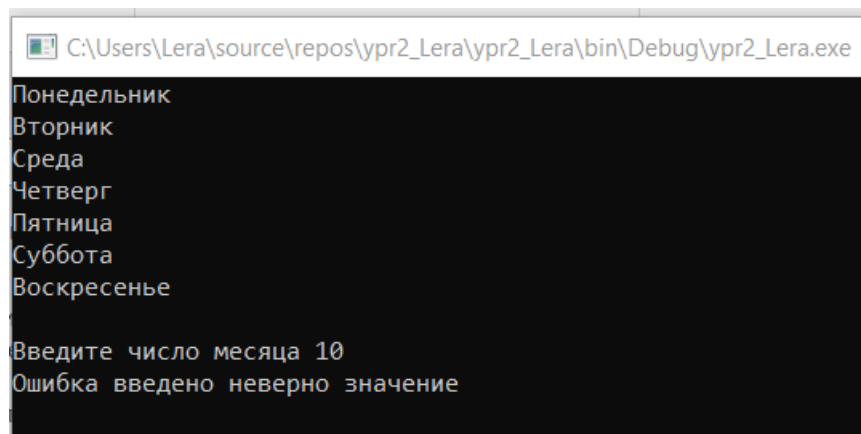 C:\Users\Lera\source\repos\ypr2_Lera\ypr2_Lera\bin\Debug\ypr2_Lera.exe
Понедельник
Вторник
Среда
Четверг
Пятница
Суббота
Воскресенье
Введите число месяца 10
Ошибка введено неверно значение